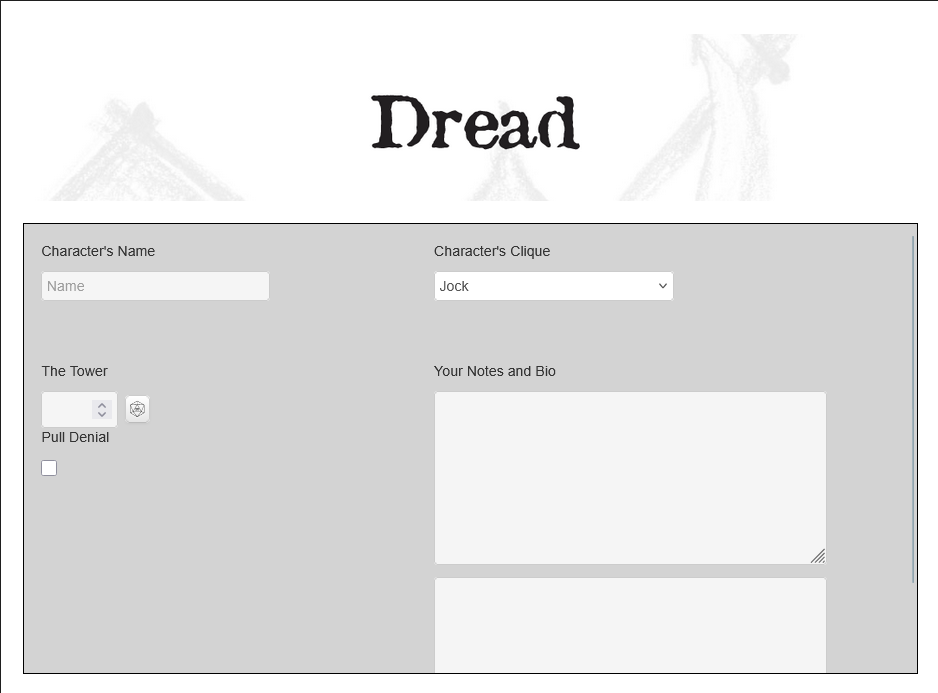 Dread
Character's Name
Character's Clique
Name
Jock
The Tower
Your Notes and Bio
Pull Denial